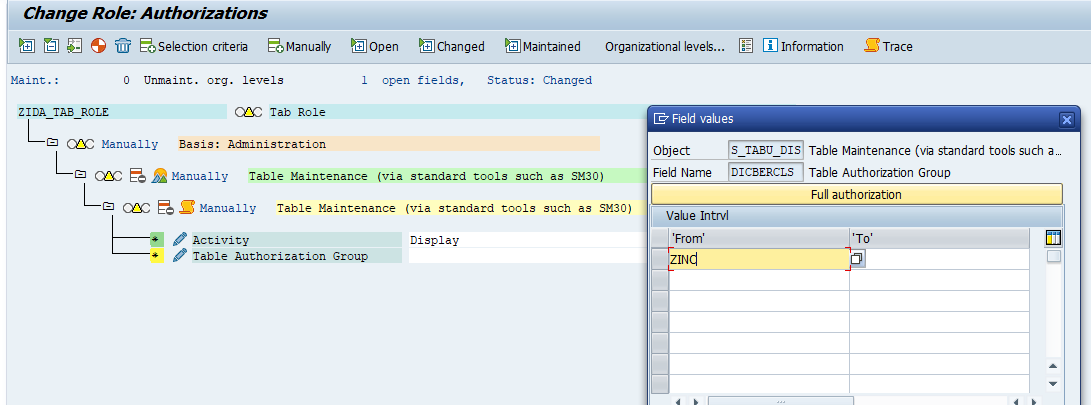 Change Role: Authorizations
Selection criteria Manually Open Changed Maintained Organizational levels... Information Trace
Maint.: 0 Unmaint. org. levels 1 open fields, Status: Changed
ZIDA_TAB_ROLE Tab Role
Manually Basis: Administration
Manually Table Maintenance (via standard tools such as SM30)
Manually Table Maintenance (via standard tools such as SM30)
Activity Display
Table Authorization Group
Field values
Object S_TABU_DIS Table Maintenance (via standard tools such a...
Field Name DICBERCLS Table Authorization Group
Full authorization
Value Intrvl
'From' 'To'
ZINC